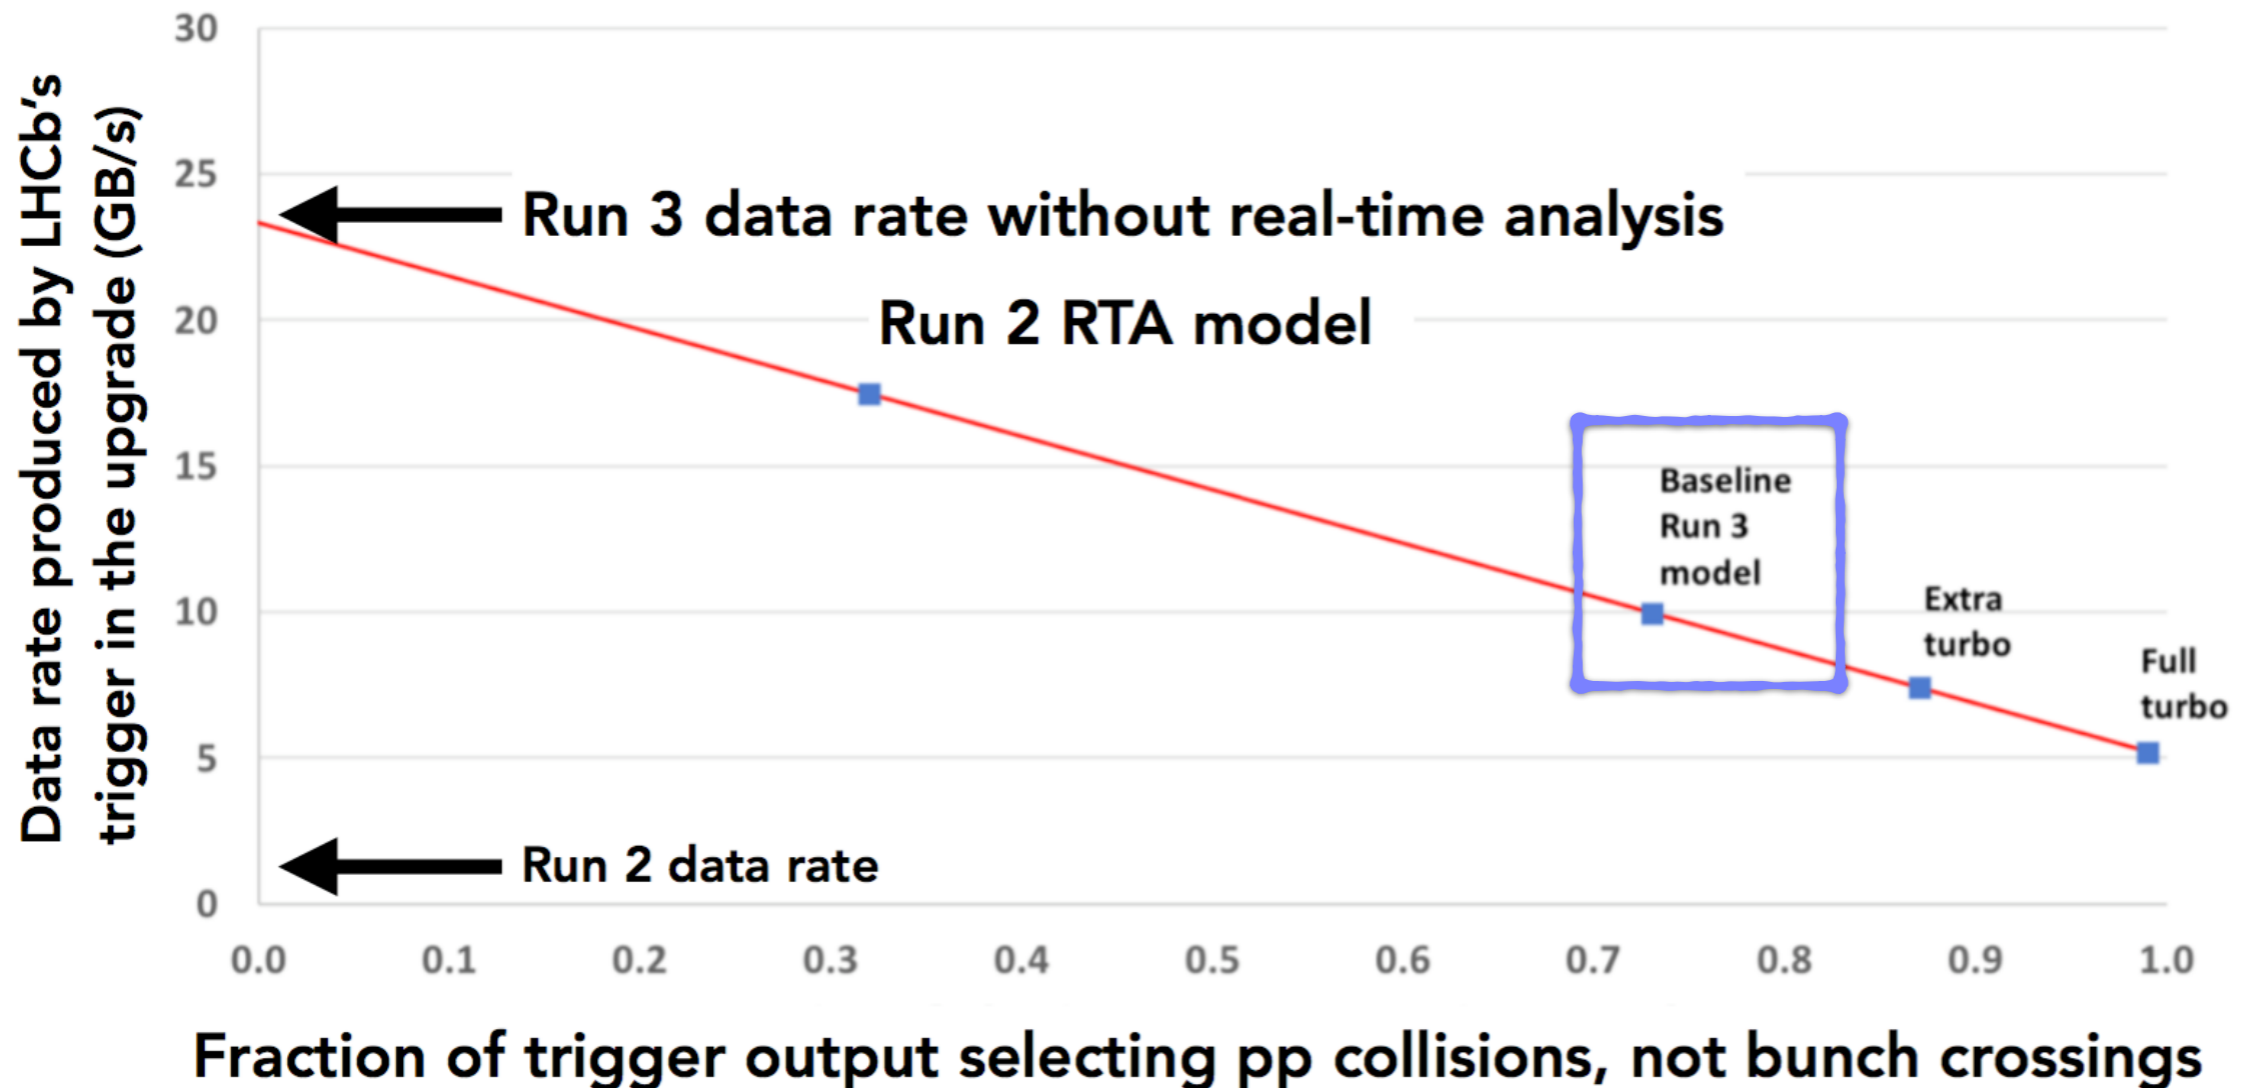 Data rate produced by LHCb's
trigger in the upgrade (GB/s)
30
25
20
15
10
5
0
Run 3 data rate without real-time analysis
Run 2 RTA model
Baseline
Run 3
model
Extra
turbo
Full
turbo
Run 2 data rate
0.0 0.1 0.2 0.3 0.4 0.5 0.6 0.7 0.8 0.9 1.0
Fraction of trigger output selecting pp collisions, not bunch crossings